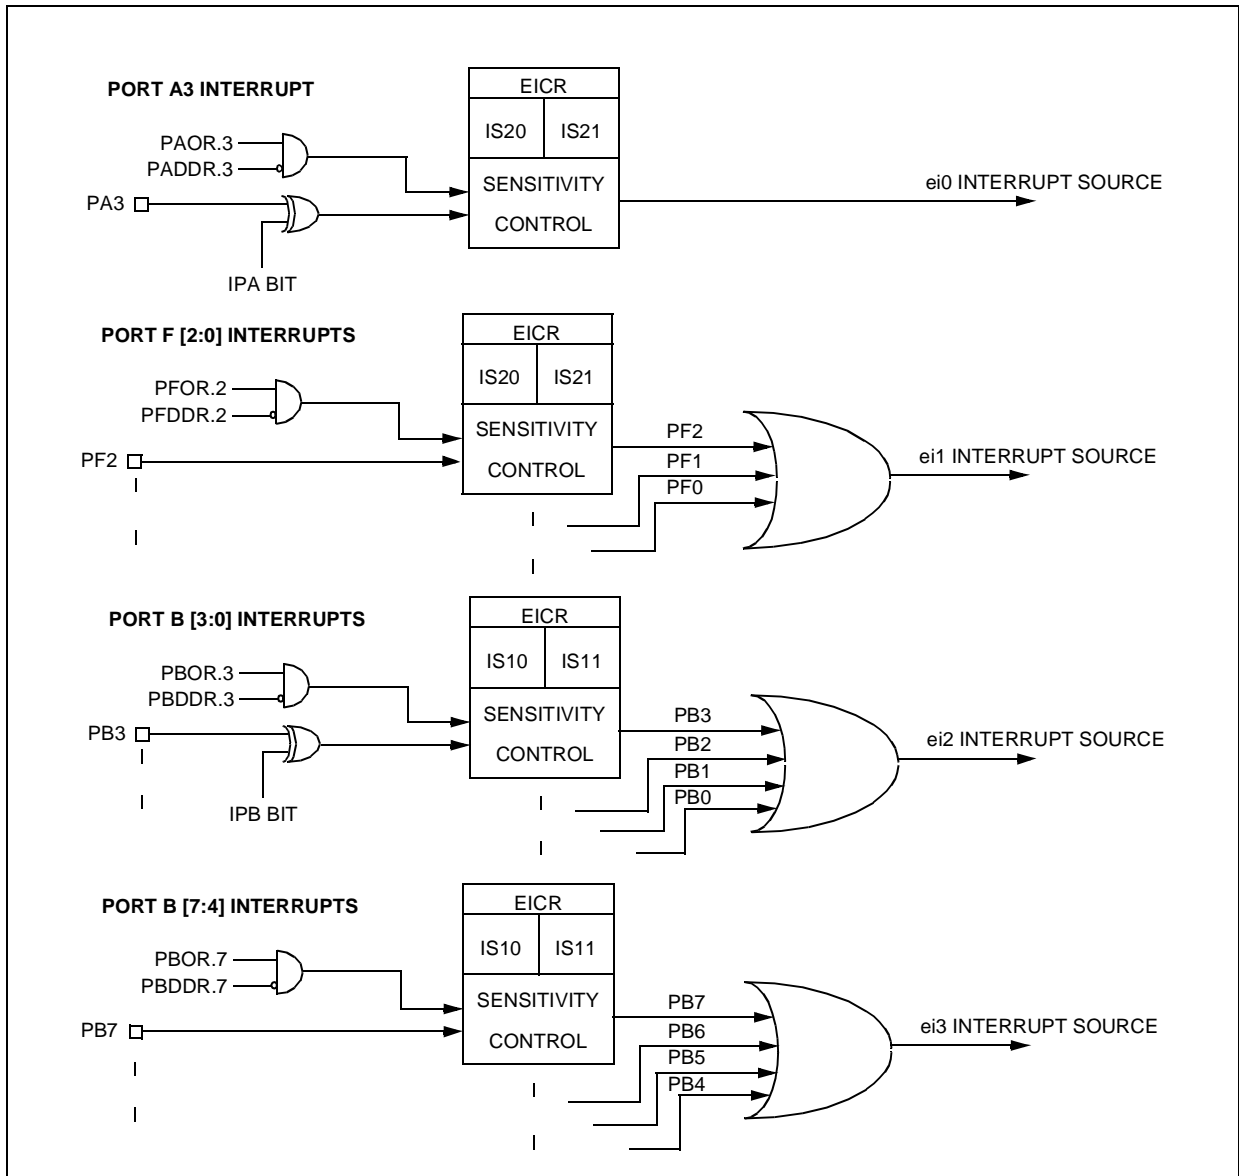 PORT A3 INTERRUPT
EICR
IS20 IS21
PAOR.3
PADDR.3
SENSITIVITY
CONTROL
PA3
ei0 INTERRUPT SOURCE
IPA BIT
PORT F [2:0] INTERRUPTS
EICR
IS20 IS21
PFOR.2
PFDDR.2
SENSITIVITY
CONTROL
PF2
PF2
PF1
PF0
ei1 INTERRUPT SOURCE
PORT B [3:0] INTERRUPTS
EICR
IS10 IS11
PBOR.3
PBDDR.3
SENSITIVITY
CONTROL
PB3
PB3
PB2
PB1
PB0
ei2 INTERRUPT SOURCE
IPB BIT
PORT B [7:4] INTERRUPTS
EICR
IS10 IS11
PBOR.7
PBDDR.7
SENSITIVITY
CONTROL
PB7
PB7
PB6
PB5
PB4
ei3 INTERRUPT SOURCE